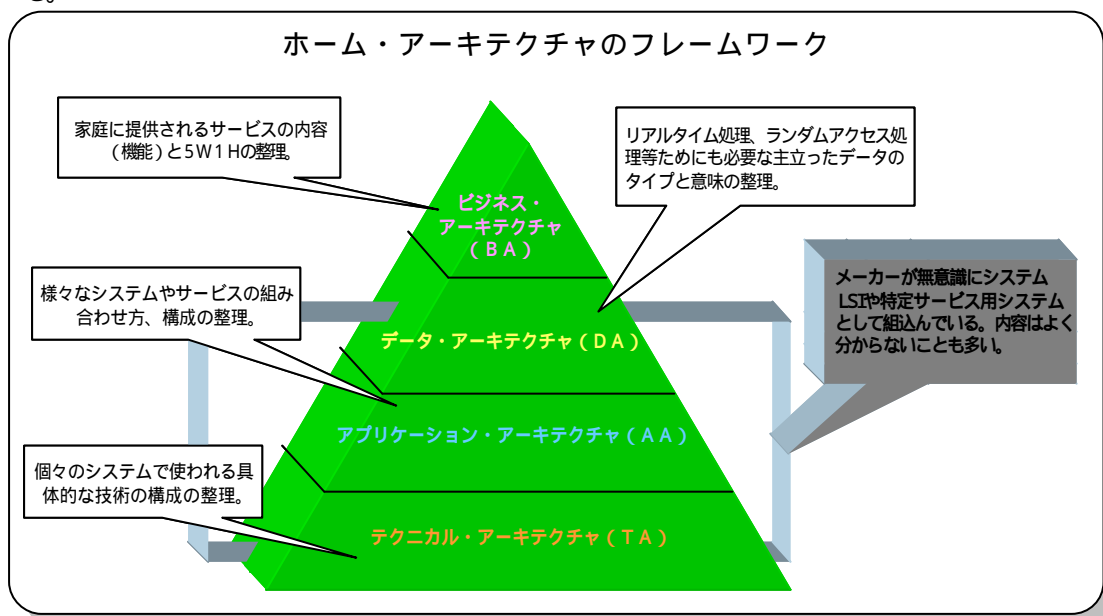 る。
ホーム・アーキテクチャのフレームワーク
家庭に提供されるサービスの内容
(機能)と5W1Hの整理。
リアルタイム処理、ランダムアクセス処
理等ためにも必要な主立ったデータの
タイプと意味の整理。
ビジネス・
アーキテクチャ
(BA)
メーカーが無意識にシステム
LSIや特定サービス用システム
として組込んでいる。内容はよく
分からないことも多い。
様々なシステムやサービスの組み
合わせ方、構成の整理。
データ・アーキテクチャ(DA)
アプリケーション・アーキテクチャ(AA)
個々のシステムで使われる具
体的な技術の構成の整理。
テクニカル・アーキテクチャ(TA)